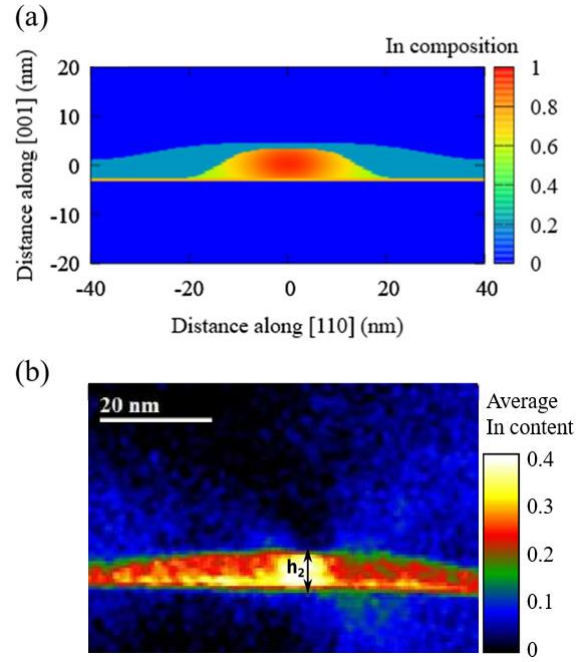 (a)
In composition
20
10
0
-10
-20
Distance along [001] (nm)
-40
-20
0
20
40
Distance along [110] (nm)
1
0.8
0.6
0.4
0.2
0
(b)
20 nm
h2
Average
In content
0.4
0.3
0.2
0.1
0